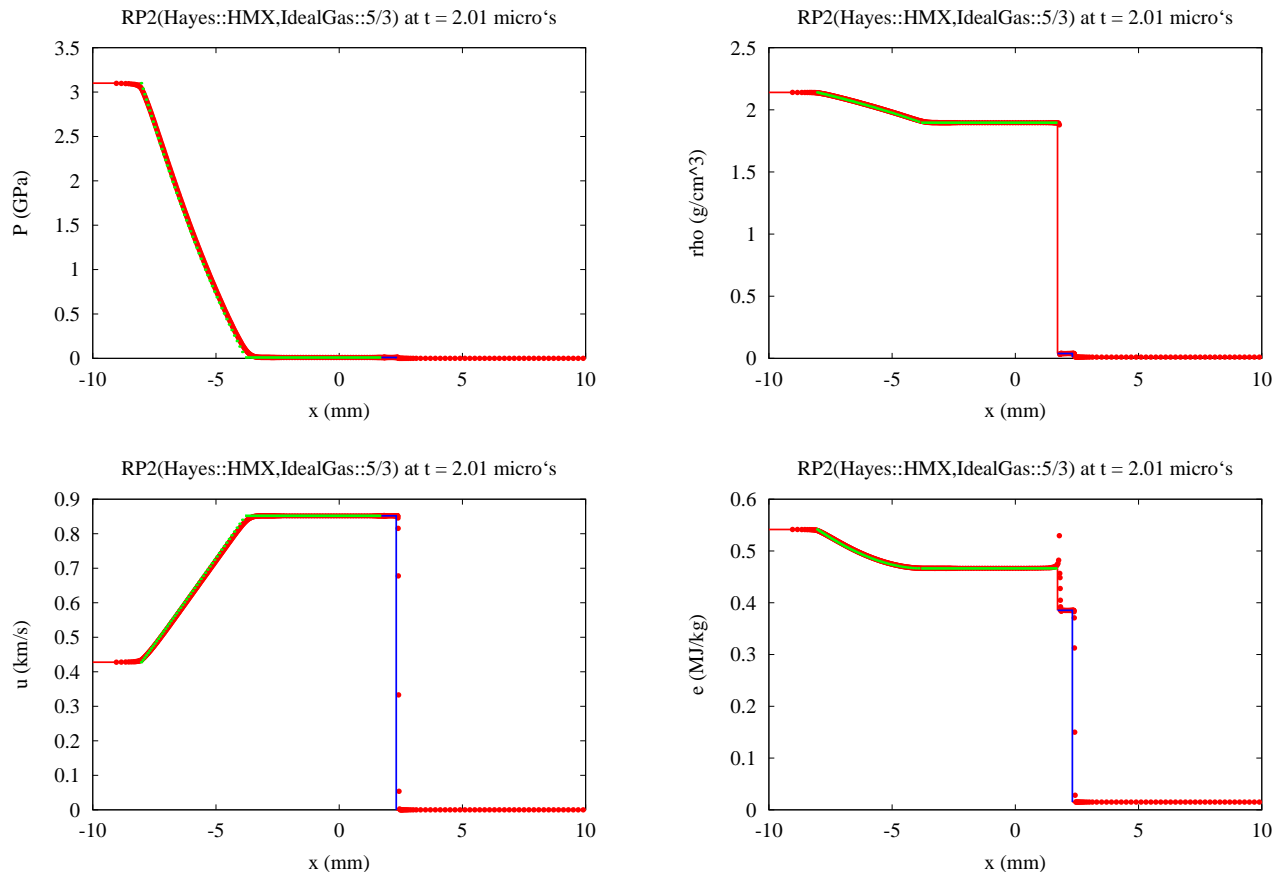 RP2(Hayes::HMX,IdealGas::5/3) at t = 2.01 micro‘s
3.5
3
2.5
2
1.5
1
0.5
0
P (GPa)
-10 -5 0 5 10
x (mm)
RP2(Hayes::HMX,IdealGas::5/3) at t = 2.01 micro‘s
2.5
2
1.5
1
0.5
0
rho (g/cm^3)
-10 -5 0 5 10
x (mm)
RP2(Hayes::HMX,IdealGas::5/3) at t = 2.01 micro‘s
0.9
0.8
0.7
0.6
0.5
0.4
0.3
0.2
0.1
0
u (km/s)
-10 -5 0 5 10
x (mm)
RP2(Hayes::HMX,IdealGas::5/3) at t = 2.01 micro‘s
0.6
0.5
0.4
0.3
0.2
0.1
0
e (MJ/kg)
-10 -5 0 5 10
x (mm)